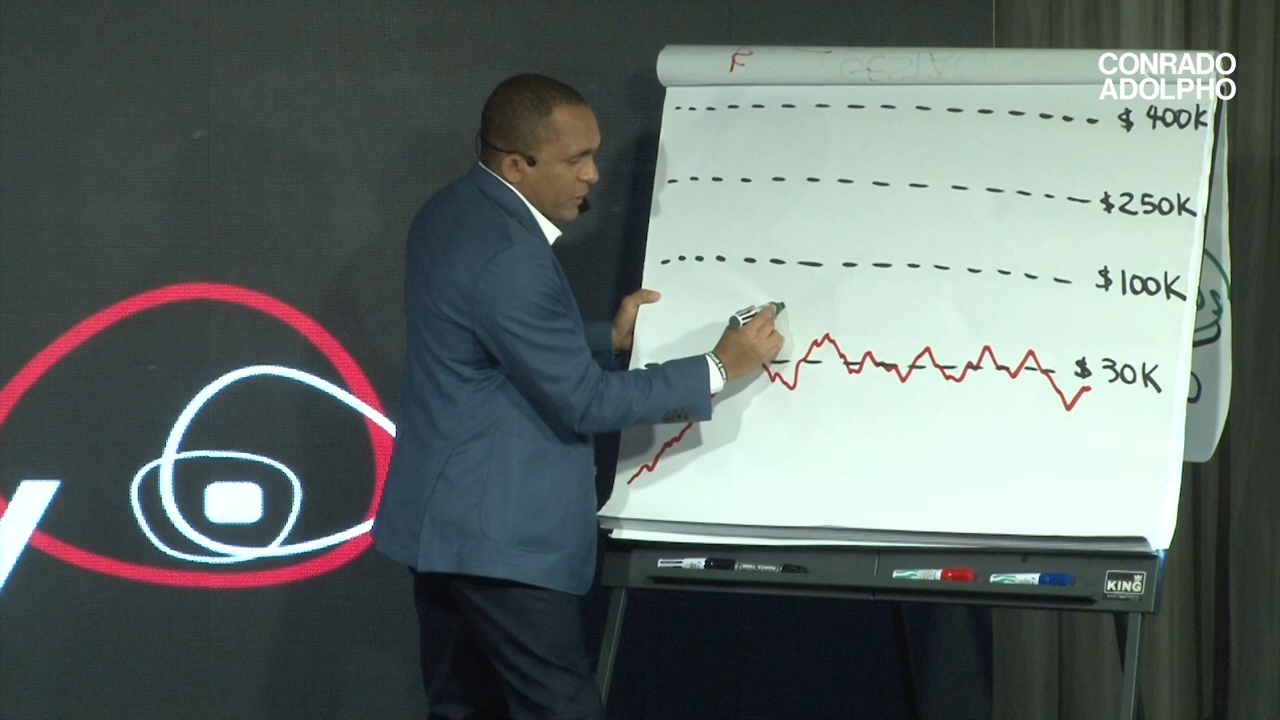 CONRADO
ADOLPHO
$ 400K
$250K
$100K
$ 30K
KING